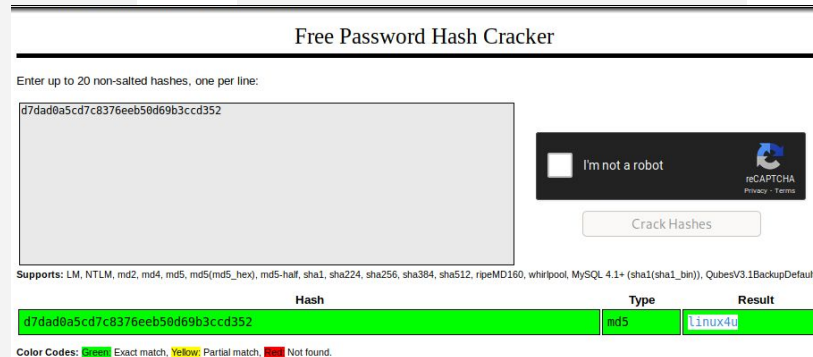 Free Password Hash Cracker
Enter up to 20 non-salted hashes, one per line:
d7dad0a5cd7c8376eeb50d69b3ccd352
I'm not a robot
reCAPTCHA
Privacy - Terms
Crack Hashes
Supports: LM, NTLM, md2, md4, md5, md5(md5_hex), md5-half, sha1, sha224, sha256, sha384, sha512, ripeMD160, whirlpool, MySQL 4.1+ (sha1(sha1_bin)), QubesV3.1BackupDefaul
Hash Type Result
d7dad0a5cd7c8376eeb50d69b3ccd352 md5 linux4u
Color Codes: Green: Exact match, Yellow: Partial match, Red: Not found.